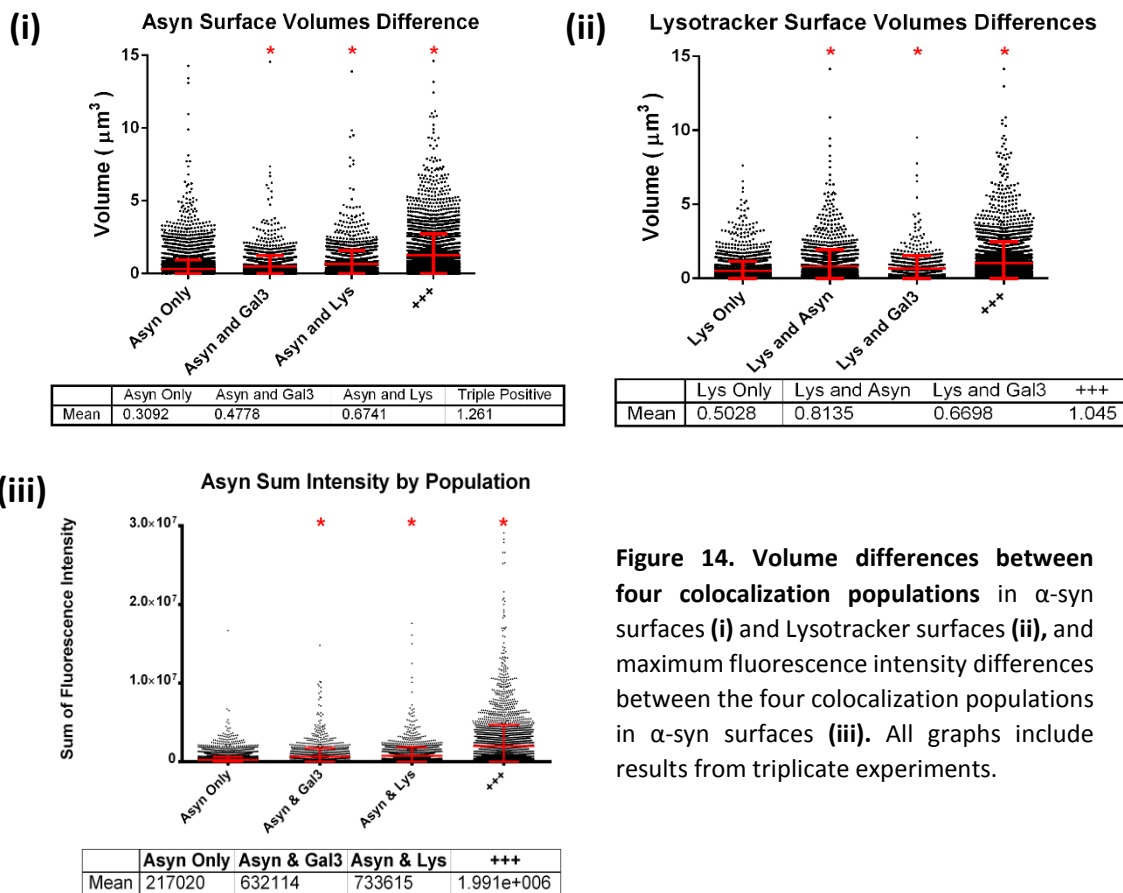 (i)
Asyn Surface Volumes Difference
* * *
15
10
5
0
Volume ( μm³ )
Asyn Only
Asyn and Gal3
Asyn and Lys
+++
Asyn Only Asyn and Gal3 Asyn and Lys Triple Positive
Mean 0.3092 0.4778 0.6741 1.261
(ii)
Lysotracker Surface Volumes Differences
* * *
15
10
5
0
Volume ( μm³ )
Lys Only
Lys and Asyn
Lys and Gal3
+++
Lys Only Lys and Asyn Lys and Gal3 +++
Mean 0.5028 0.8135 0.6698 1.045
(iii)
Asyn Sum Intensity by Population
* * *
3.0×10⁷
2.0×10⁷
1.0×10⁷
0
Sum of Fluorescence Intensity
Asyn Only
Asyn & Gal3
Asyn & Lys
+++
Asyn Only Asyn & Gal3 Asyn & Lys +++
Mean 217020 632114 733615 1.991e+006
Figure 14. Volume differences between
four colocalization populations in α-syn
surfaces (i) and Lysotracker surfaces (ii), and
maximum fluorescence intensity differences
between the four colocalization populations
in α-syn surfaces (iii). All graphs include
results from triplicate experiments.